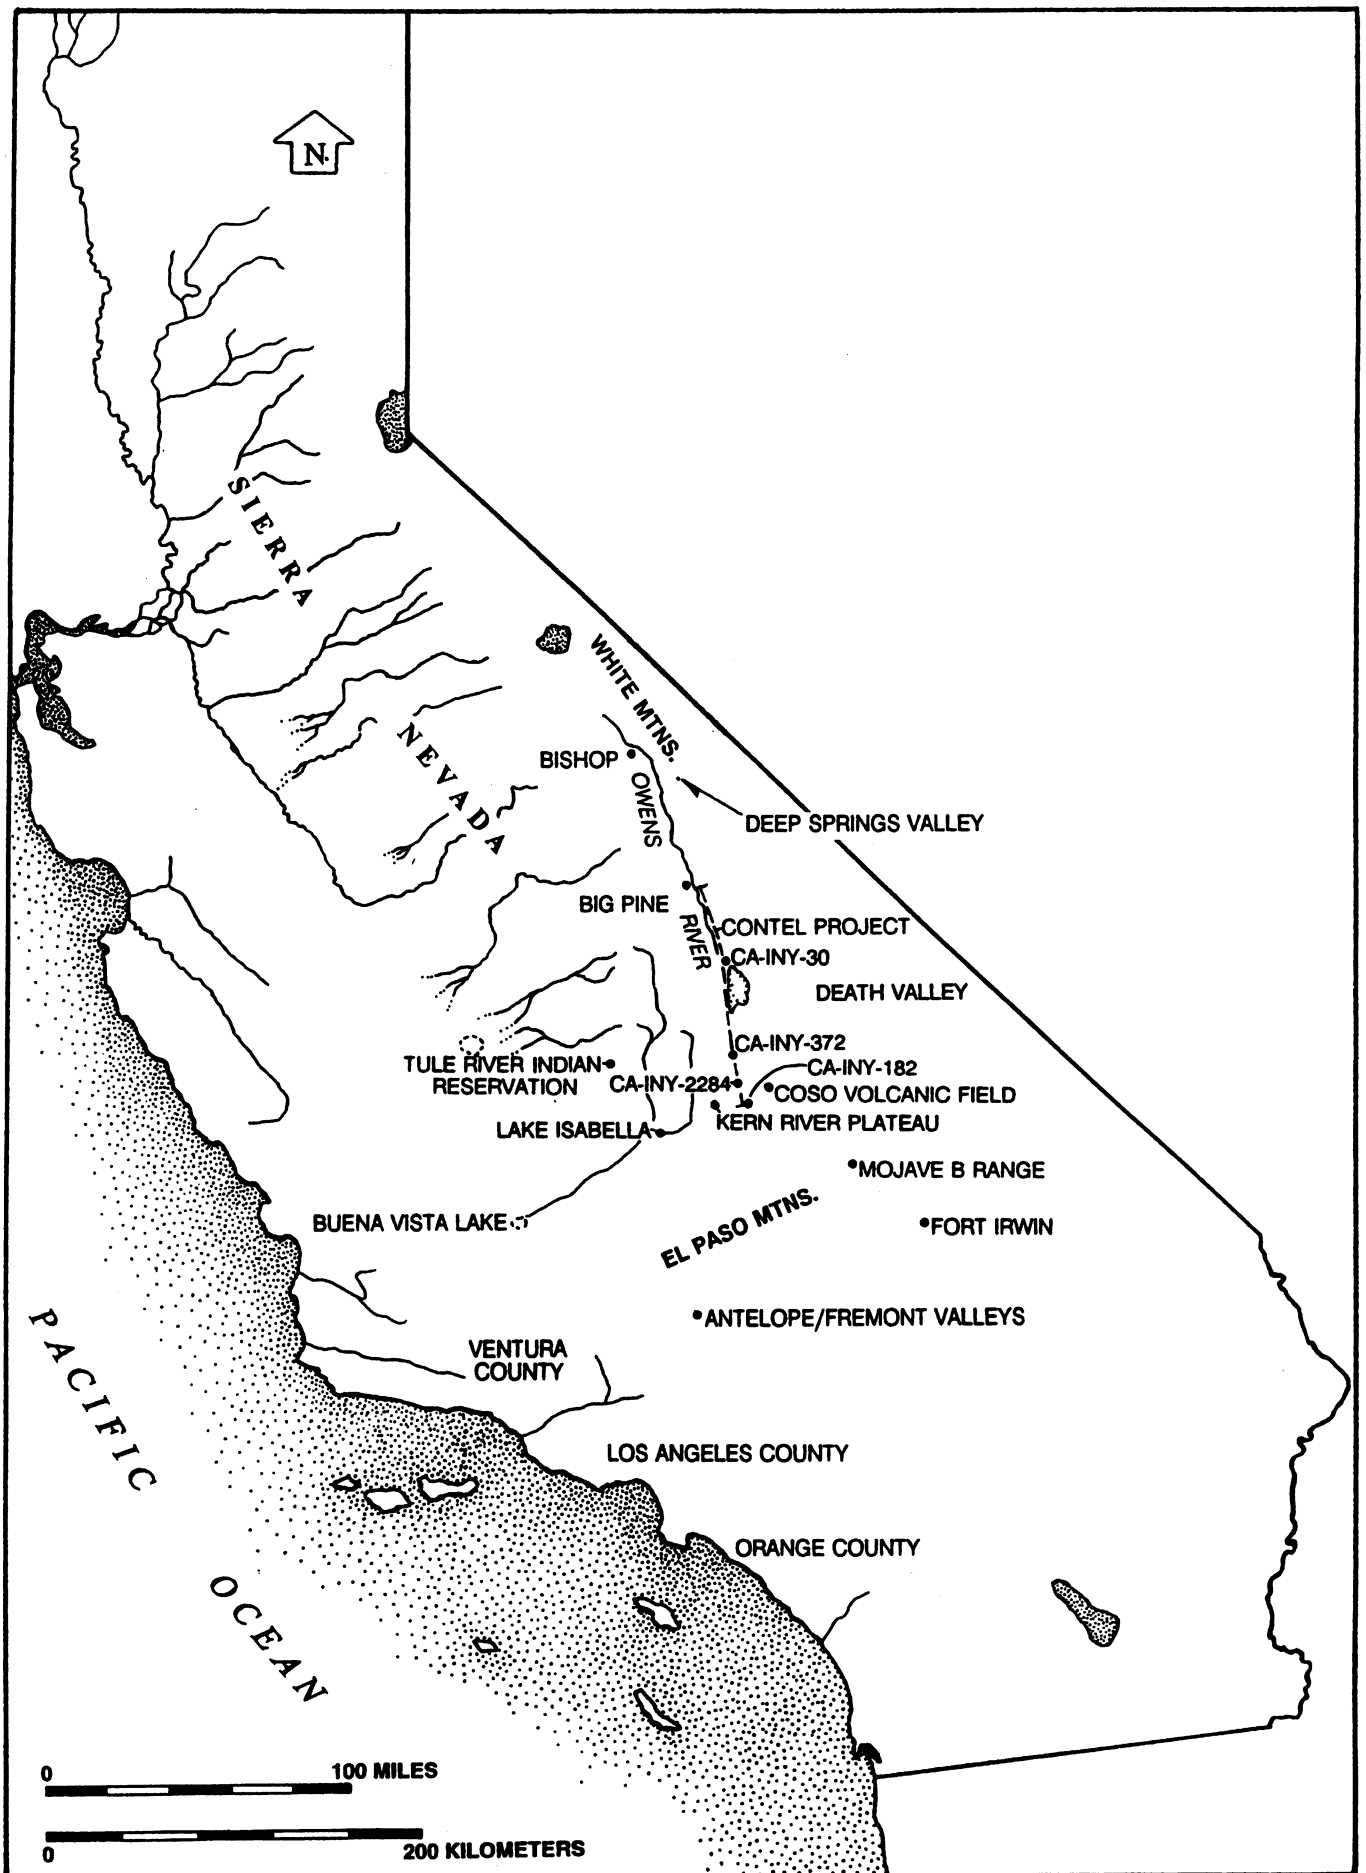 N.
SIERRA
NEVADA
WHITE MTNS.
BISHOP
OWENS
DEEP SPRINGS VALLEY
BIG PINE
RIVER
CONTEL PROJECT
CA-INY-30
DEATH VALLEY
CA-INY-372
TULE RIVER INDIAN
RESERVATION
CA-INY-182
CA-INY-2284
COSO VOLCANIC FIELD
KERN RIVER PLATEAU
LAKE ISABELLA
MOJAVE B RANGE
BUENA VISTA LAKE
EL PASO MTNS.
FORT IRWIN
ANTELOPE/FREMONT VALLEYS
VENTURA
COUNTY
PACIFIC
OCEAN
LOS ANGELES COUNTY
ORANGE COUNTY
0 100 MILES
0 200 KILOMETERS